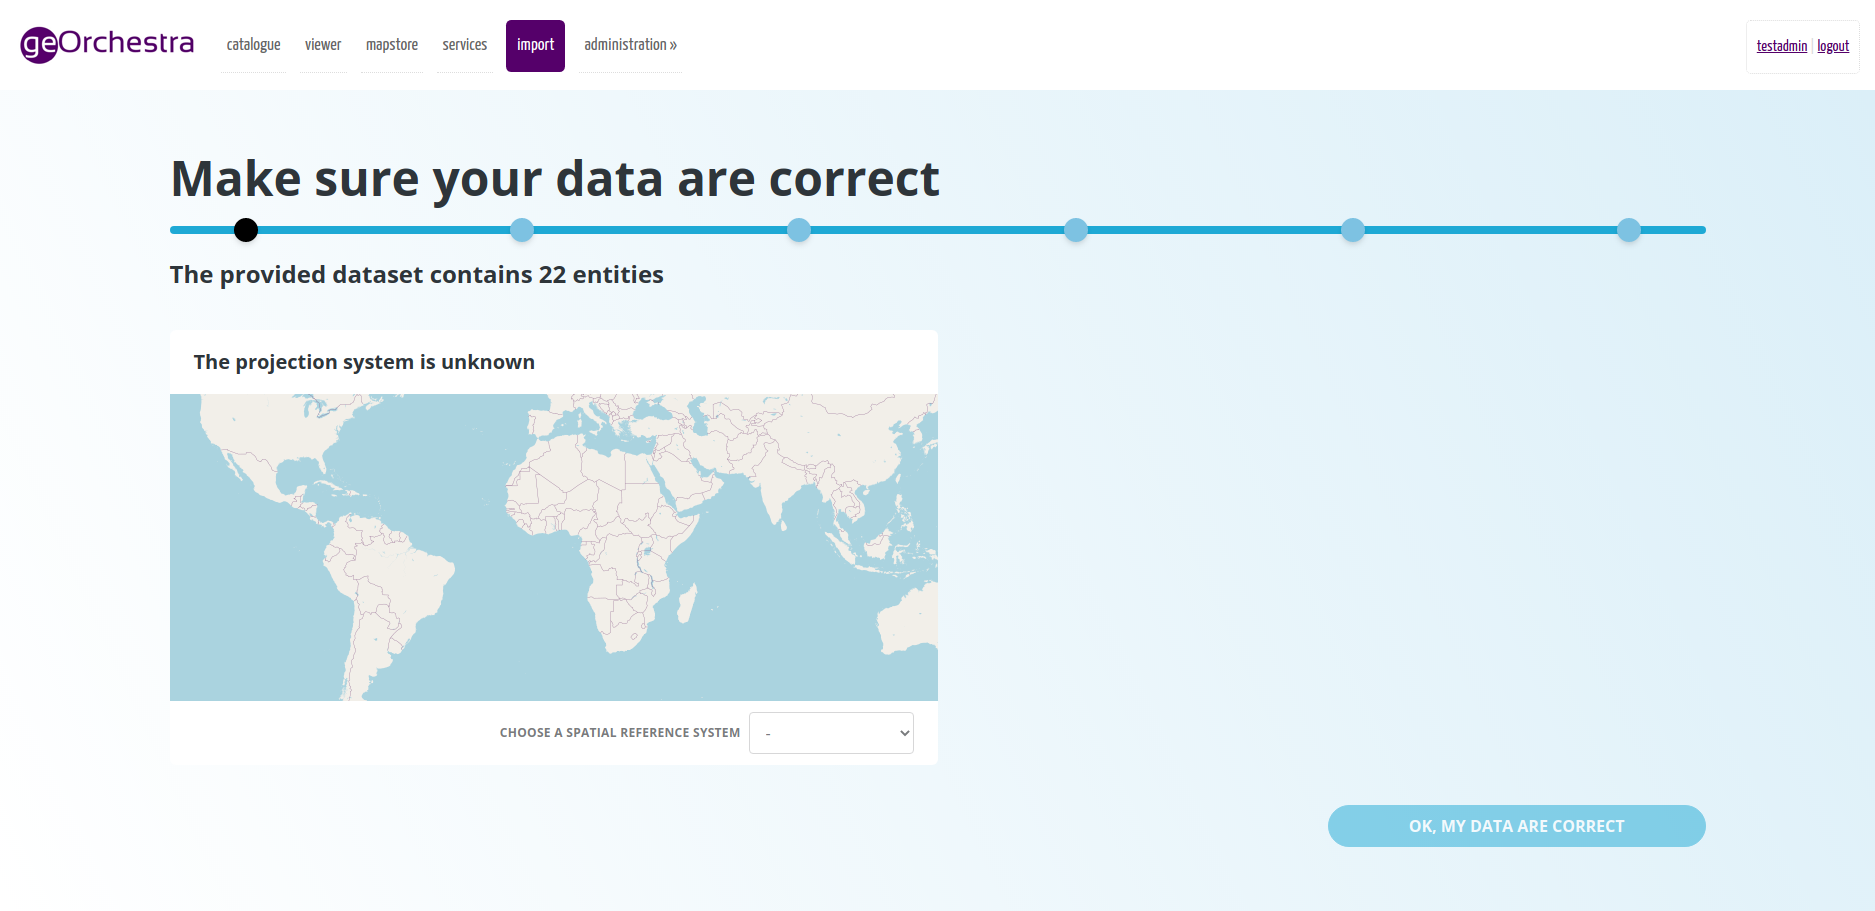 geOrchestra catalogue viewer mapstore services import administration » testadmin | logout
Make sure your data are correct
The provided dataset contains 22 entities
The projection system is unknown
CHOOSE A SPATIAL REFERENCE SYSTEM -
OK, MY DATA ARE CORRECT